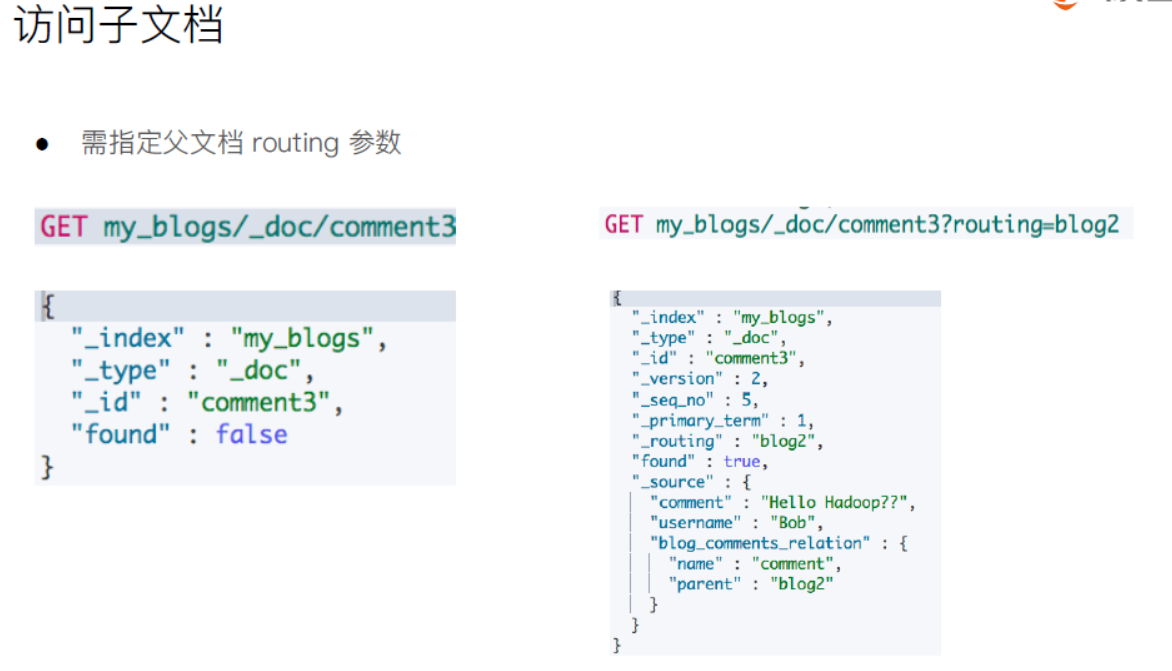 访问子文档
● 需指定父文档 routing 参数
GET my_blogs/_doc/comment3
{
  "_index" : "my_blogs",
  "_type" : "_doc",
  "_id" : "comment3",
  "found" : false
}
GET my_blogs/_doc/comment3?routing=blog2
{
  "_index" : "my_blogs",
  "_type" : "_doc",
  "_id" : "comment3",
  "_version" : 2,
  "_seq_no" : 5,
  "_primary_term" : 1,
  "_routing" : "blog2",
  "found" : true,
  "_source" : {
    "comment" : "Hello Hadoop??",
    "username" : "Bob",
    "blog_comments_relation" : {
      "name" : "comment",
      "parent" : "blog2"
    }
  }
}